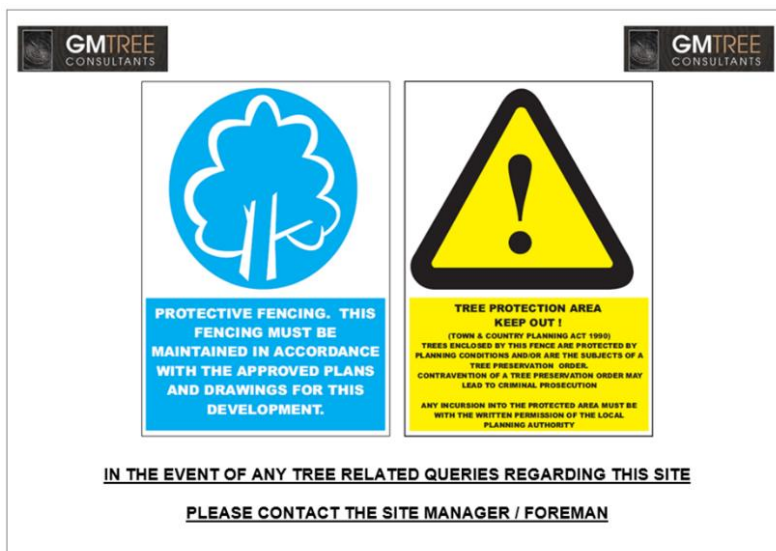 GMTREE
CONSULTANTS
GMTREE
CONSULTANTS
PROTECTIVE FENCING. THIS
FENCING MUST BE
MAINTAINED IN ACCORDANCE
WITH THE APPROVED PLANS
AND DRAWINGS FOR THIS
DEVELOPMENT.
TREE PROTECTION AREA
KEEP OUT !
(TOWN & COUNTRY PLANNING ACT 1990)
TREES ENCLOSED BY THIS FENCE ARE PROTECTED BY
PLANNING CONDITIONS AND/OR ARE THE SUBJECTS OF A
TREE PRESERVATION ORDER.
CONTRAVENTION OF A TREE PRESERVATION ORDER MAY
LEAD TO CRIMINAL PROSECUTION
ANY INCURSION INTO THE PROTECTED AREA MUST BE
WITH THE WRITTEN PERMISSION OF THE LOCAL
PLANNING AUTHORITY
IN THE EVENT OF ANY TREE RELATED QUERIES REGARDING THIS SITE
PLEASE CONTACT THE SITE MANAGER / FOREMAN